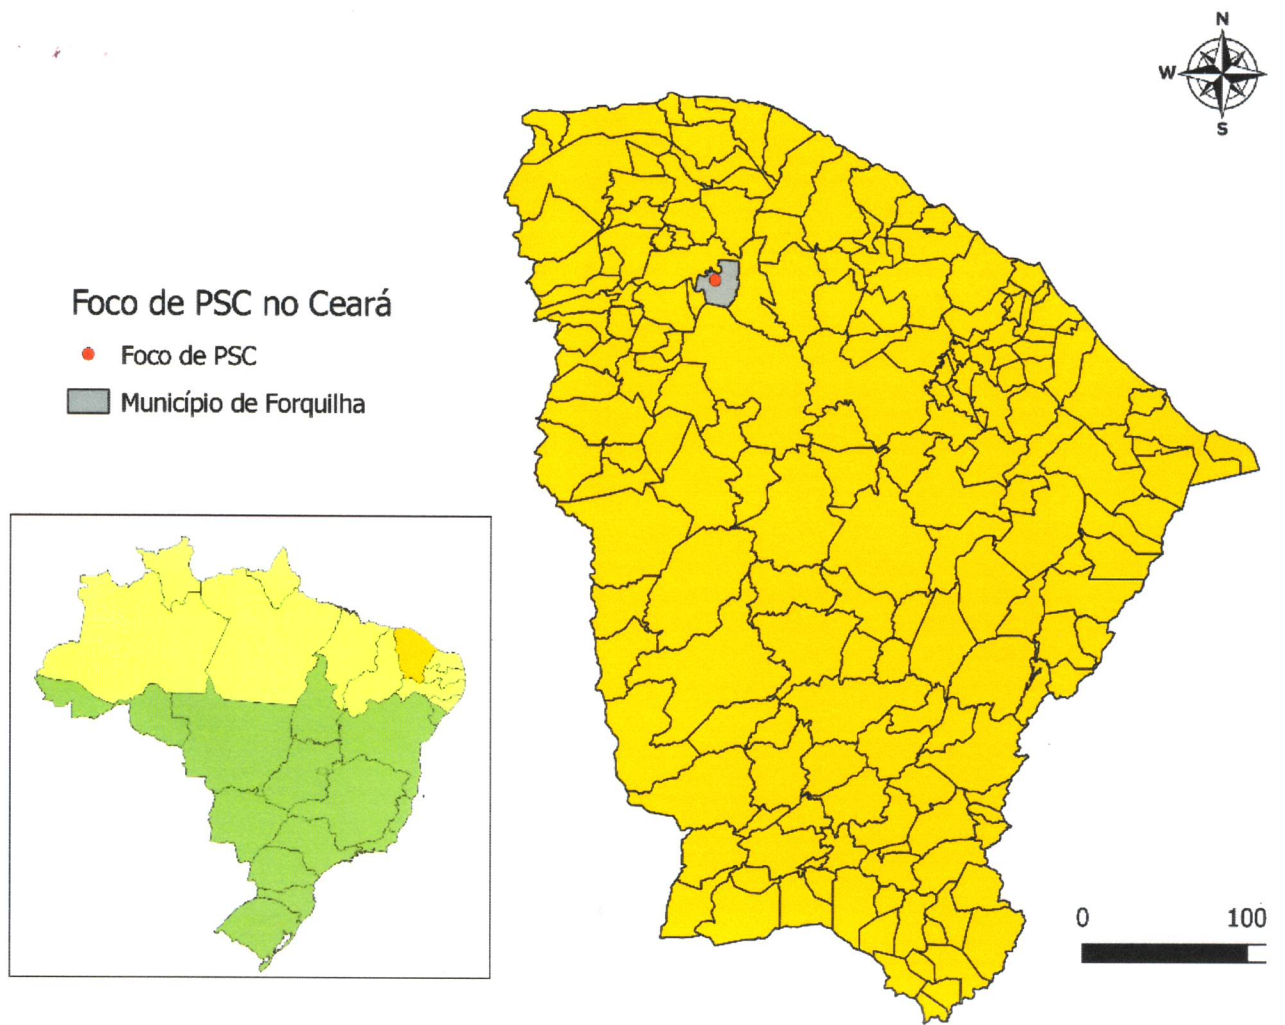 N
W
S
Foco de PSC no Ceará
Foco de PSC
Município de Forquilha
0 100